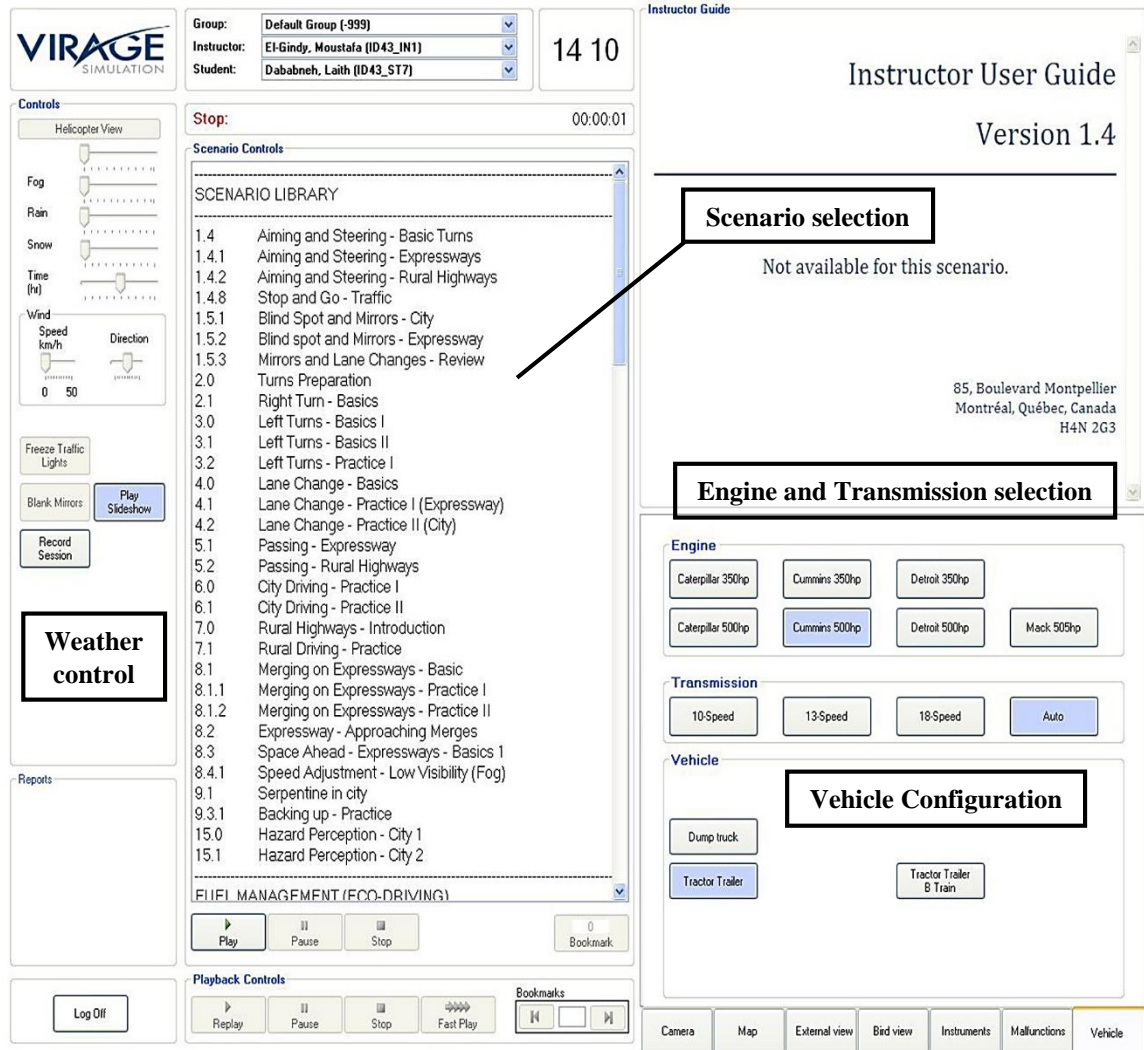 VIRAGE
SIMULATION
Group: Default Group (-999)
Instructor: El-Gindy, Moustafa (ID43_IN1)
Student: Dababneh, Laith (ID43_ST7)
14 10
Controls
Helicopter View
Fog
Rain
Snow
Time
(hr)
Wind
Speed
km/h
Direction
0 50
Freeze Traffic
Lights
Blank Mirrors
Play
Slideshow
Record
Session
Weather
control
Reports
Log Off
Stop: 00:00:01
Scenario Controls
SCENARIO LIBRARY
1.4 Aiming and Steering - Basic Turns
1.4.1 Aiming and Steering - Expressways
1.4.2 Aiming and Steering - Rural Highways
1.4.8 Stop and Go - Traffic
1.5.1 Blind Spot and Mirrors - City
1.5.2 Blind spot and Mirrors - Expressway
1.5.3 Mirrors and Lane Changes - Review
2.0 Turns Preparation
2.1 Right Turn - Basics
3.0 Left Turns - Basics I
3.1 Left Turns - Basics II
3.2 Left Turns - Practice I
4.0 Lane Change - Basics
4.1 Lane Change - Practice I (Expressway)
4.2 Lane Change - Practice II (City)
5.1 Passing - Expressway
5.2 Passing - Rural Highways
6.0 City Driving - Practice I
6.1 City Driving - Practice II
7.0 Rural Highways - Introduction
7.1 Rural Driving - Practice
8.1 Merging on Expressways - Basic
8.1.1 Merging on Expressways - Practice I
8.1.2 Merging on Expressways - Practice II
8.2 Expressway - Approaching Merges
8.3 Space Ahead - Expressways - Basics 1
8.4.1 Speed Adjustment - Low Visibility (Fog)
9.1 Serpentine in city
9.3.1 Backing up - Practice
15.0 Hazard Perception - City 1
15.1 Hazard Perception - City 2
FUEL MANAGEMENT (ECO-DRIVING)
Play
Pause
Stop
0
Bookmark
Playback Controls
Replay
Pause
Stop
Fast Play
Bookmarks
Scenario selection
Instructor Guide
Instructor User Guide
Version 1.4
Not available for this scenario.
85, Boulevard Montpellier
Montréal, Québec, Canada
H4N 2G3
Engine and Transmission selection
Engine
Caterpillar 350hp Cummins 350hp Detroit 350hp
Caterpillar 500hp Cummins 500hp Detroit 500hp Mack 505hp
Transmission
10-Speed 13-Speed 18-Speed Auto
Vehicle
Vehicle Configuration
Dump truck
Tractor Trailer
Tractor Trailer
B Train
Camera Map External view Bird view Instruments Malfunctions Vehicle